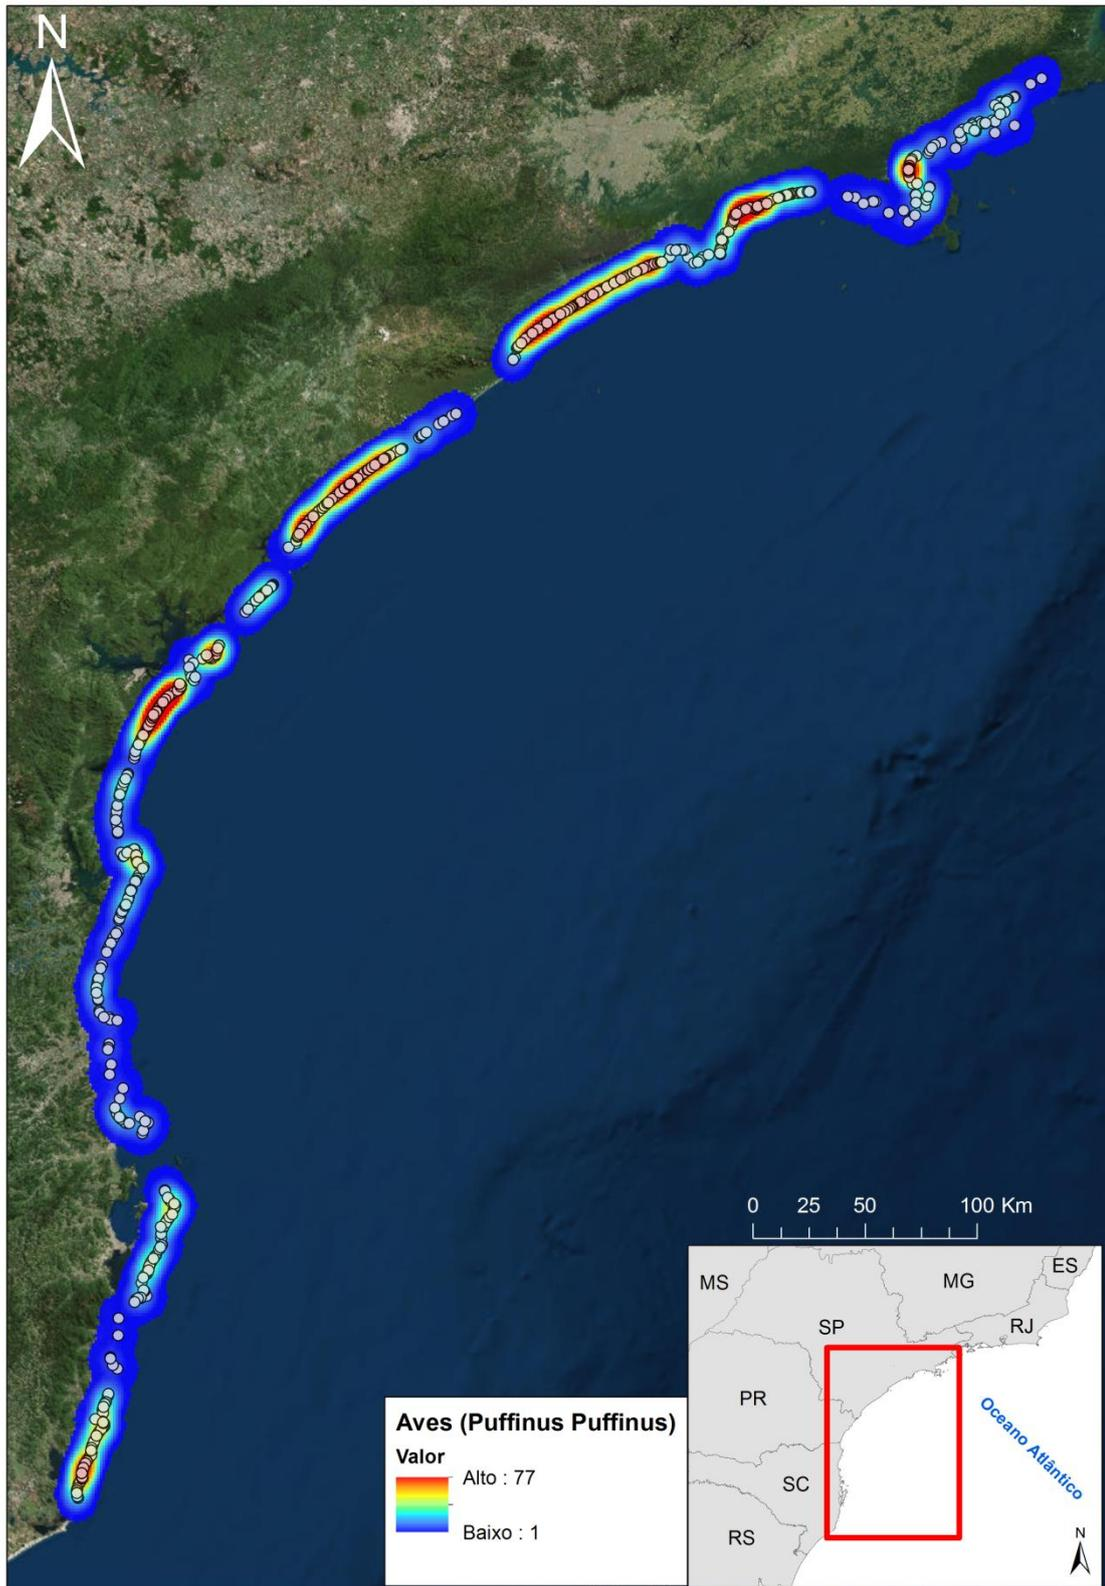 N
0 25 50 100 Km
MS
MG
ES
SP
RJ
PR
Oceano Atlântico
SC
RS
N
Aves (Puffinus Puffinus)
Valor
Alto : 77
Baixo : 1